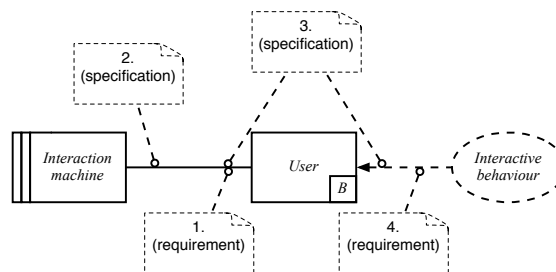 2.
(specification)
3.
(specification)
Interaction
machine
User
B
Interactive
behaviour
1.
(requirement)
4.
(requirement)